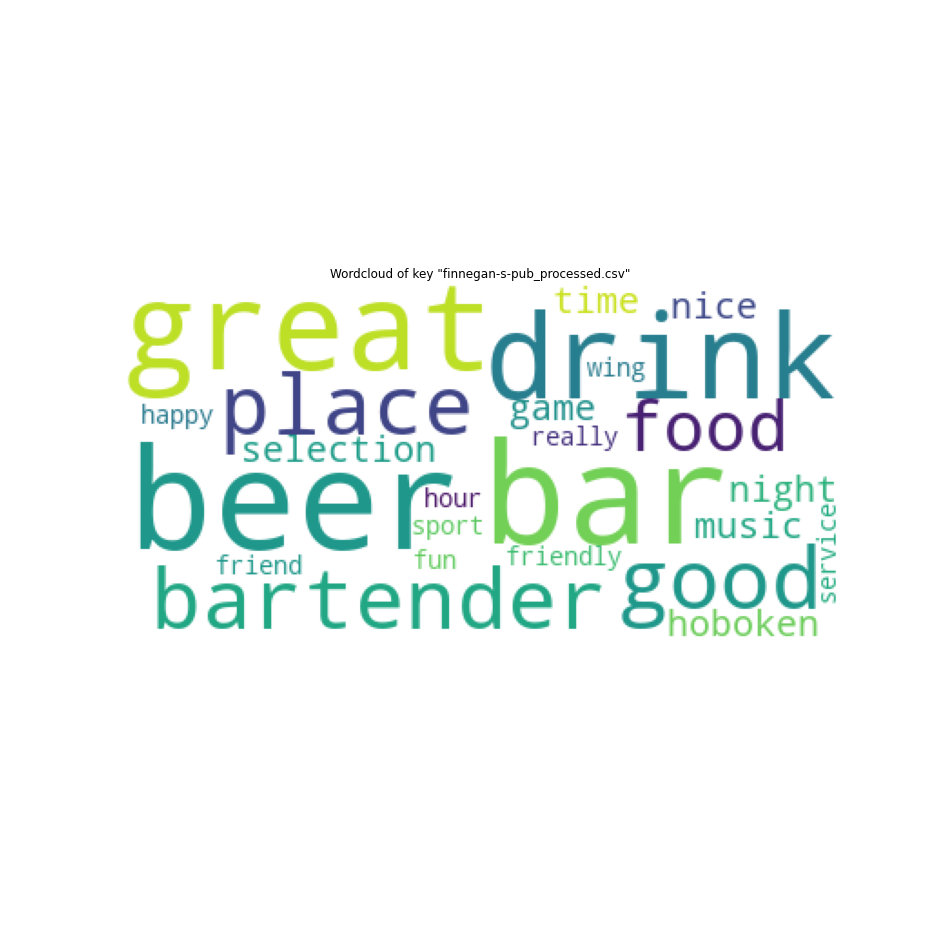 Wordcloud of key "finnegan-s-pub_processed.csv"
great
time
nice
drink
wing
happy
place
game
food
really
selection
beer
bar
hour
night
sport
music
service
friend
fun
friendly
bartender
good
hoboken